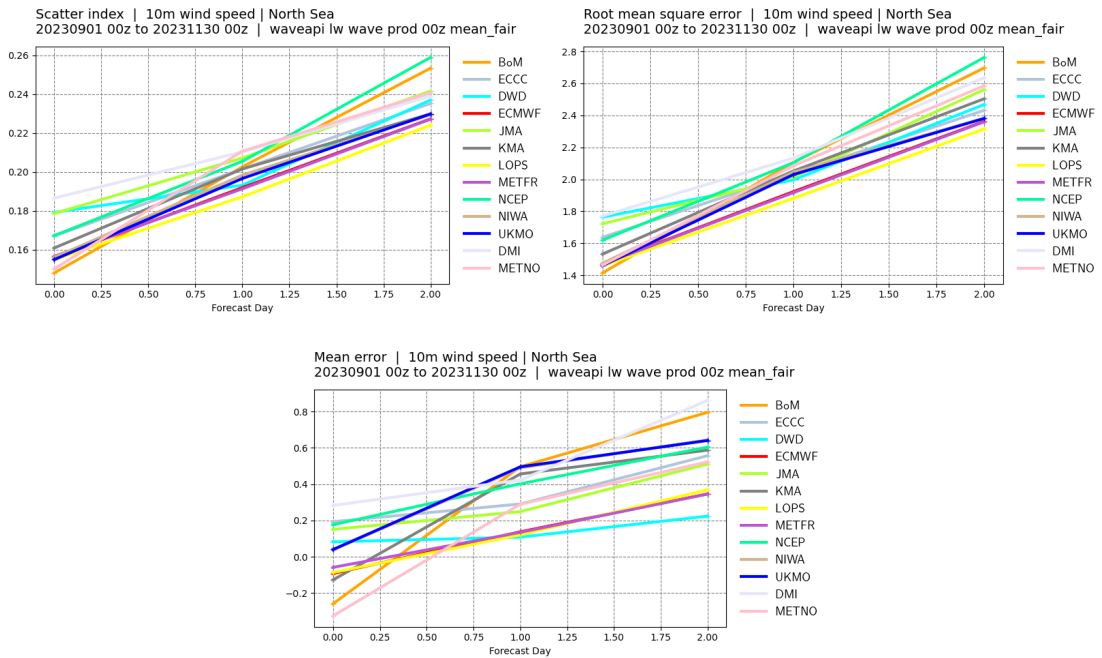 Scatter index | 10m wind speed | North Sea
20230901 00z to 20231130 00z | waveapi lw wave prod 00z mean_fair
0.26
0.24
0.22
0.20
0.18
0.16
0.00 0.25 0.50 0.75 1.00 1.25 1.50 1.75 2.00
Forecast Day
BoM
ECCC
DWD
ECMWF
JMA
KMA
LOPS
METFR
NCEP
NIWA
UKMO
DMI
METNO
Root mean square error | 10m wind speed | North Sea
20230901 00z to 20231130 00z | waveapi lw wave prod 00z mean_fair
2.8
2.6
2.4
2.2
2.0
1.8
1.6
1.4
0.00 0.25 0.50 0.75 1.00 1.25 1.50 1.75 2.00
Forecast Day
BoM
ECCC
DWD
ECMWF
JMA
KMA
LOPS
METFR
NCEP
NIWA
UKMO
DMI
METNO
Mean error | 10m wind speed | North Sea
20230901 00z to 20231130 00z | waveapi lw wave prod 00z mean_fair
0.8
0.6
0.4
0.2
0.0
−0.2
0.00 0.25 0.50 0.75 1.00 1.25 1.50 1.75 2.00
Forecast Day
BoM
ECCC
DWD
ECMWF
JMA
KMA
LOPS
METFR
NCEP
NIWA
UKMO
DMI
METNO